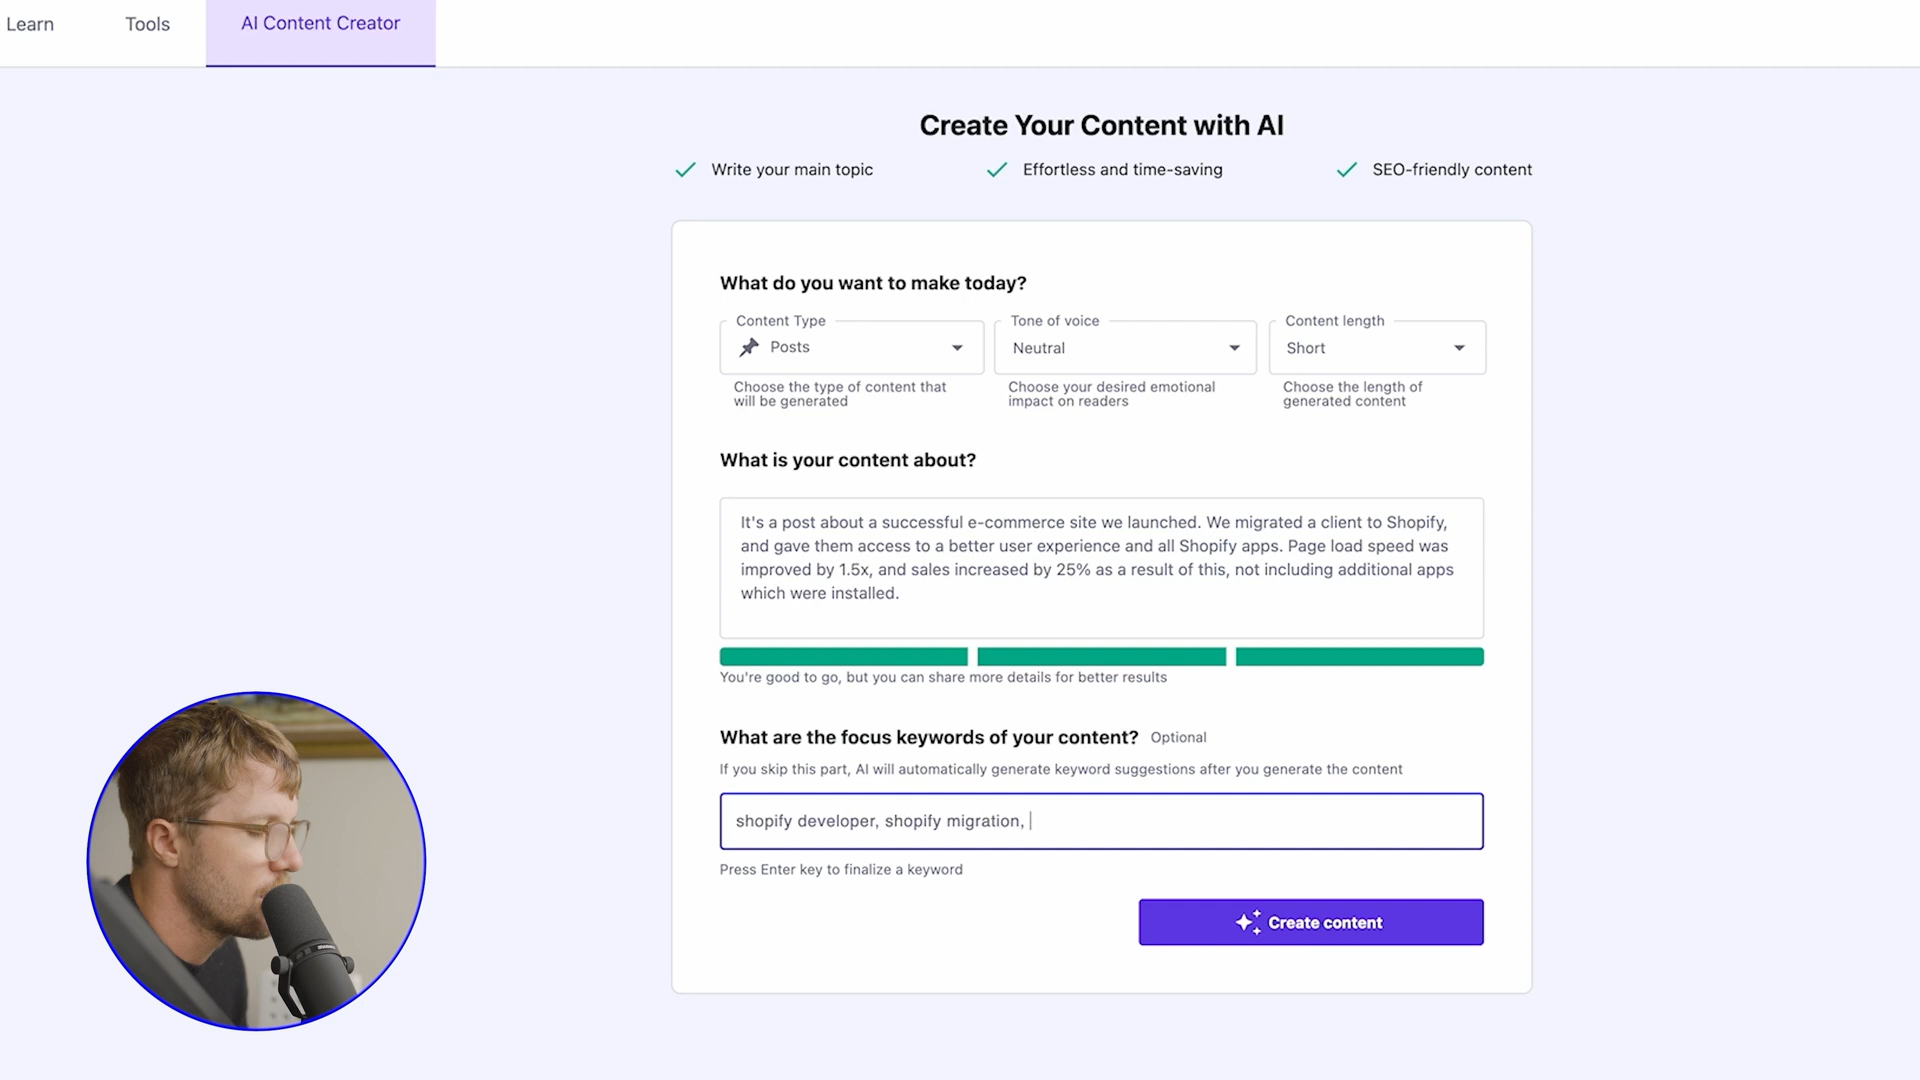 Learn
Tools
AI Content Creator
Create Your Content with AI
Write your main topic
Effortless and time-saving
SEO-friendly content
What do you want to make today?
Content Type
Posts
Choose the type of content that
will be generated
Tone of voice
Neutral
Choose your desired emotional
impact on readers
Content length
Short
Choose the length of
generated content
What is your content about?
It's a post about a successful e-commerce site we launched. We migrated a client to Shopify,
and gave them access to a better user experience and all Shopify apps. Page load speed was
improved by 1.5x, and sales increased by 25% as a result of this, not including additional apps
which were installed.
You're good to go, but you can share more details for better results
What are the focus keywords of your content? Optional
If you skip this part, AI will automatically generate keyword suggestions after you generate the content
shopify developer, shopify migration,
Press Enter key to finalize a keyword
Create content